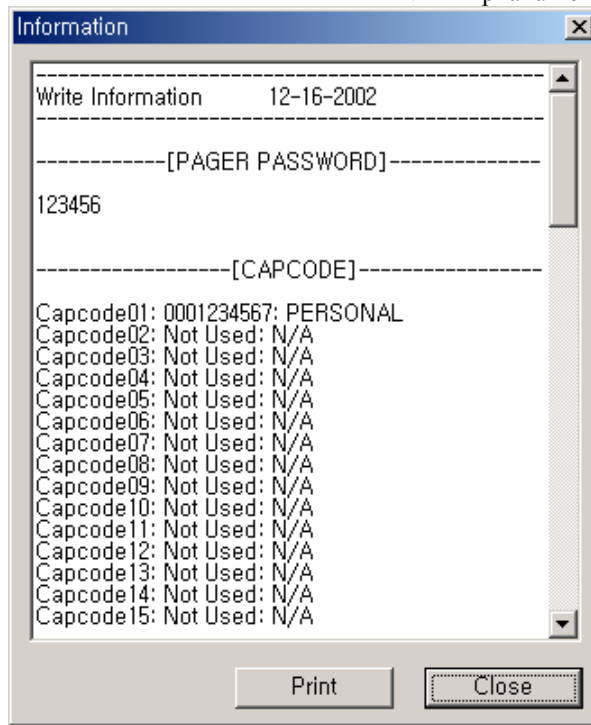 Information
------------------------------------------------
Write Information 12-16-2002
------------------------------------------------
------------[PAGER PASSWORD]--------------
123456
------------------[CAPCODE]-----------------
Capcode01: 0001234567: PERSONAL
Capcode02: Not Used: N/A
Capcode03: Not Used: N/A
Capcode04: Not Used: N/A
Capcode05: Not Used: N/A
Capcode06: Not Used: N/A
Capcode07: Not Used: N/A
Capcode08: Not Used: N/A
Capcode09: Not Used: N/A
Capcode10: Not Used: N/A
Capcode11: Not Used: N/A
Capcode12: Not Used: N/A
Capcode13: Not Used: N/A
Capcode14: Not Used: N/A
Capcode15: Not Used: N/A
Print Close